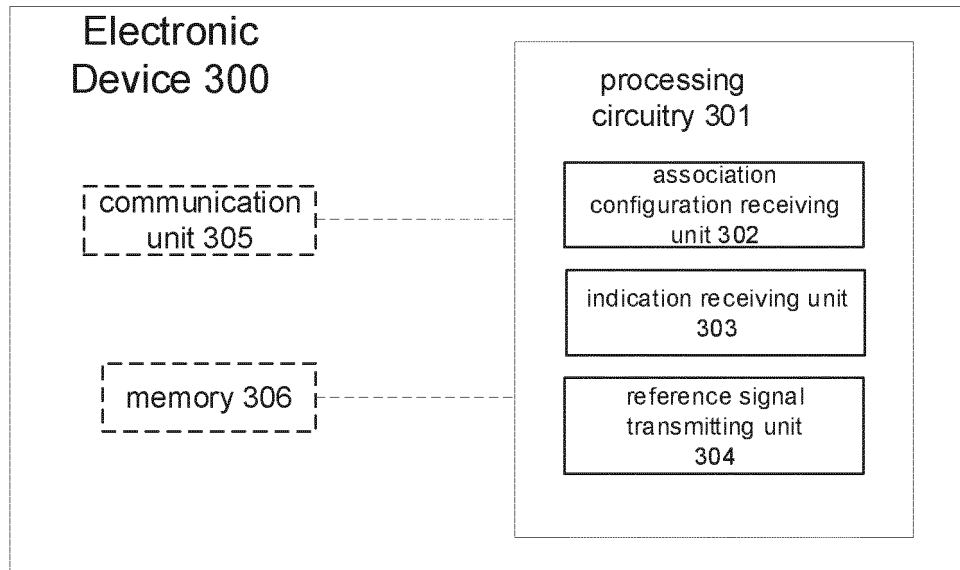 Electronic
Device 300
processing
circuitry 301
communication
unit 305
association
configuration receiving
unit 302
indication receiving unit
303
memory 306
reference signal
transmitting unit
304